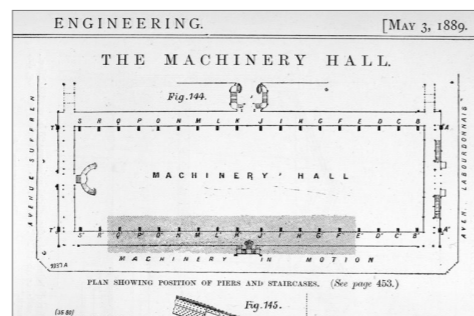 ENGINEERING. [MAY 3, 1889.
THE MACHINERY HALL.
Fig. 144.
S R Q P O N M L K J I H G F E D C B
AVENUE SUFFREN
MACHINERY HALL
AVEN. LABOURDONNAIS
MACHINERY IN MOTION
PLAN SHOWING POSITION OF PIERS AND STAIRCASES. (See page 453.)
Fig. 145.